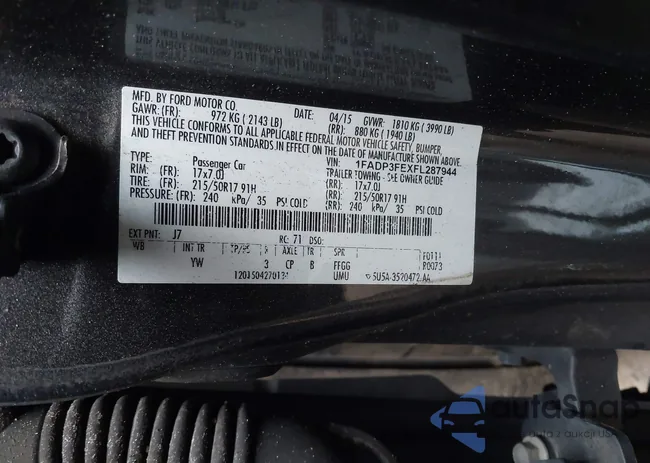 MFD. BY FORD MOTOR CO.
GAWR: (FR): 972 KG ( 2143 LB) 04/15 GVWR: 1810 KG ( 3990 LB)
(RR): 880 KG ( 1940 LB)
THIS VEHICLE CONFORMS TO ALL APPLICABLE FEDERAL MOTOR VEHICLE SAFETY, BUMPER,
AND THEFT PREVENTION STANDARDS IN EFFECT ON THE DATE OF MANUFACTURE SHOWN ABOVE.
VIN: 1FADP3FEXFL287944
TYPE: Passenger Car TRAILER TOWING - SEE OWNER GUIDE
RIM: (FR): 17x7.0J (RR): 17x7.0J
TIRE: (FR): 215/50R17 91H (RR): 215/50R17 91H
PRESSURE: (FR): 240 kPa/ 35 PSI COLD (RR): 240 kPa/ 35 PSI COLD
EXT PNT: J7 RC: 71 DSO:
WB INT TR TP/PS R AXLE TR SPR F0111
YW 3 CP B FFGG R0073
UMU 5U5A-3520472-AA
autoSnap